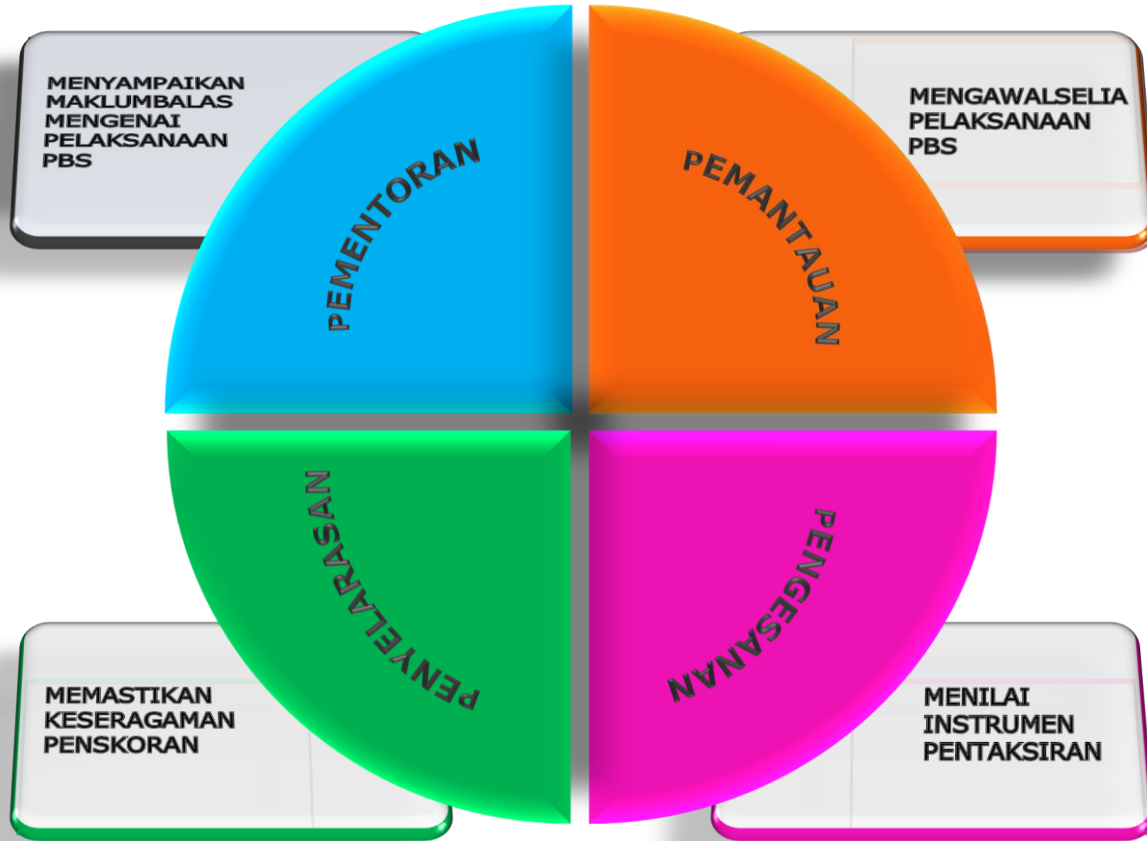 MENYAMPAIKAN
MAKLUMBALAS
MENGENAI
PELAKSANAAN
PBS
PEMENTORAN
PEMANTAUAN
MENGAWALSELIA
PELAKSANAAN
PBS
PENYELARASAN
PENGESANAN
MEMASTIKAN
KESERAGAMAN
PENSKORAN
MENILAI
INSTRUMEN
PENTAKSIRAN